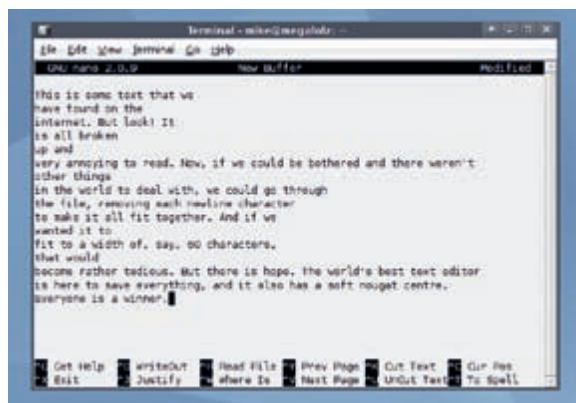 Terminal - mike@megalolz: ~
File Edit View Terminal Go Help
GNU nano 2.0.9 New Buffer Modified
This is some text that we
have found on the
internet. But look! It
is all broken
up and
very annoying to read. Now, if we could be bothered and there weren't
other things
in the world to deal with, we could go through
the file, removing each newline character
to make it all fit together. And if we
wanted it to
fit to a width of, say, 60 characters,
that would
become rather tedious. But there is hope. The world's best text editor
is here to save everything, and it also has a soft nougat centre.
Everyone is a winner.
^G Get Help ^O WriteOut ^R Read File ^Y Prev Page ^K Cut Text ^C Cur Pos
^X Exit ^J Justify ^W Where Is ^V Next Page ^U UnCut Text ^T To Spell